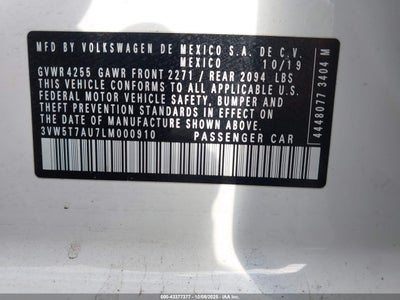 MFD BY VOLKSWAGEN DE MEXICO S.A. DE C.V.
MEXICO 10/19
GVWR 4255 GAWR FRONT 2271 / REAR 2094 LBS
THIS VEHICLE CONFORMS TO ALL APPLICABLE
FEDERAL MOTOR VEHICLE SAFETY, BUMPER AND
THEFT PREVENTION STANDARDS IN EFFECT ON THE
DATE OF MANUFACTURE SHOWN ABOVE
3VW5T7AU7LM000910 PASSENGER CAR
4448077 3404 M
600-43377377 - 10/08/2025 - IAA Inc.